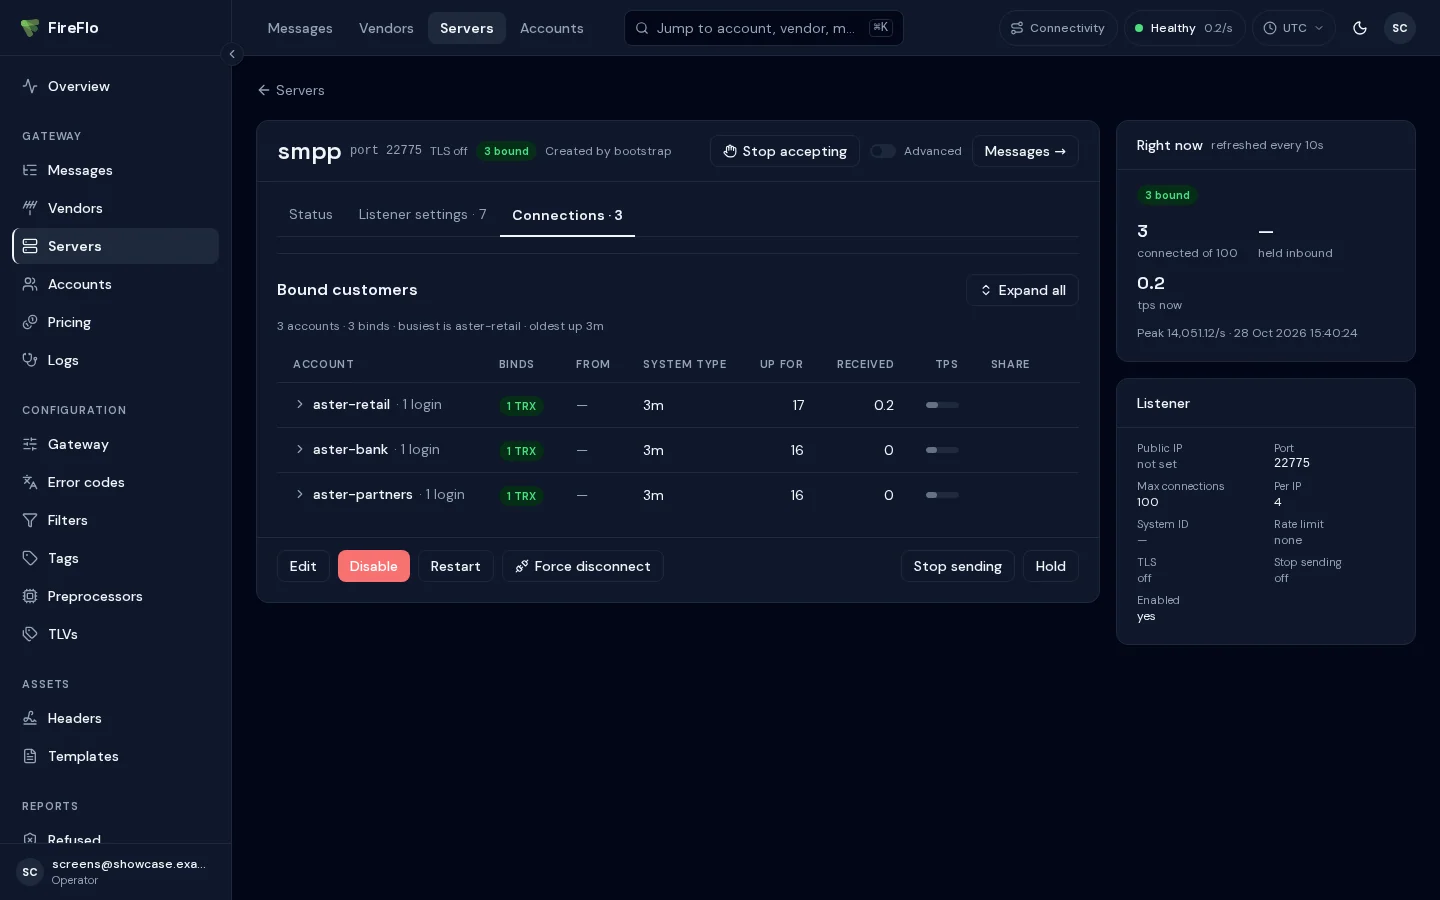 FireFlo
Messages Vendors Servers Accounts
Jump to account, vendor, m... ⌘K
Connectivity
Healthy 0.2/s
UTC
SC
Overview
GATEWAY
Messages
Vendors
Servers
Accounts
Pricing
Logs
CONFIGURATION
Gateway
Error codes
Filters
Tags
Preprocessors
TLVs
ASSETS
Headers
Templates
REPORTS
Refused
SC
screens@showcase.exa...
Operator
← Servers
smpp port 22775 TLS off 3 bound Created by bootstrap
Stop accepting Advanced Messages →
Status Listener settings · 7 Connections · 3
Bound customers
Expand all
3 accounts · 3 binds · busiest is aster-retail · oldest up 3m
ACCOUNT BINDS FROM SYSTEM TYPE UP FOR RECEIVED TPS SHARE
aster-retail · 1 login 1 TRX — 3m 17 0.2
aster-bank · 1 login 1 TRX — 3m 16 0
aster-partners · 1 login 1 TRX — 3m 16 0
Edit Disable Restart Force disconnect Stop sending Hold
Right now refreshed every 10s
3 bound
3 —
connected of 100 held inbound
0.2
tps now
Peak 14,051.12/s · 28 Oct 2026 15:40:24
Listener
Public IP Port
not set 22775
Max connections Per IP
100 4
System ID Rate limit
— none
TLS Stop sending
off off
Enabled
yes